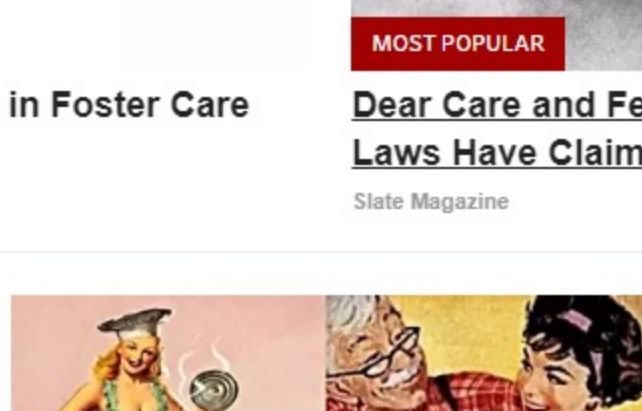 MOST POPULAR
in Foster Care
Dear Care and Fe
Laws Have Claim
Slate Magazine